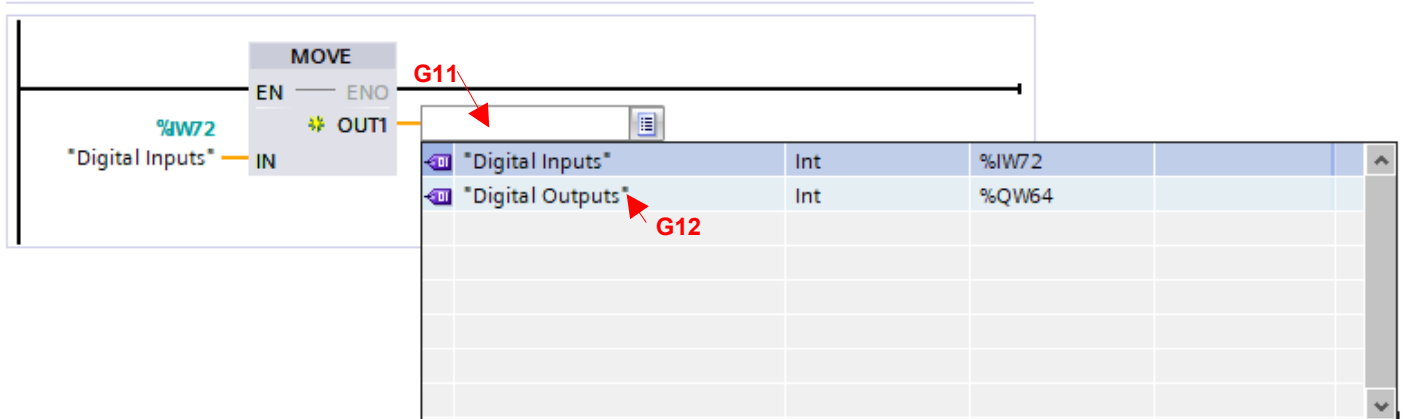 MOVE
G11
EN ENO
%IW72
OUT1
"Digital Inputs" IN
"Digital Inputs" Int %IW72
"Digital Outputs" Int %QW64
G12